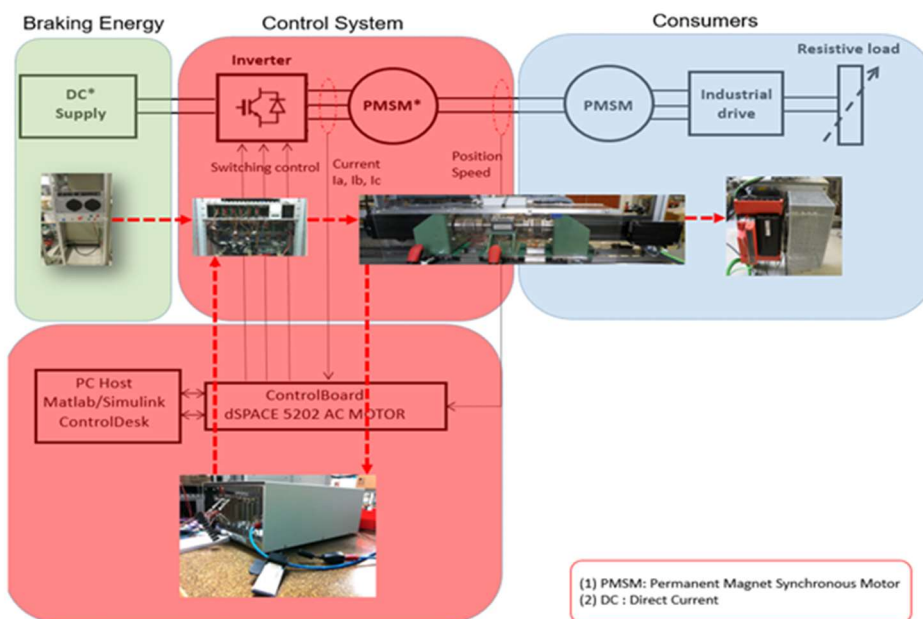 Braking Energy
Control System
Consumers
DC*
Supply
Inverter
PMSM*
PMSM
Industrial
drive
Resistive load
Switching control
Current
Ia, Ib, Ic
Position
Speed
PC Host
Matlab/Simulink
ControlDesk
ControlBoard
dSPACE 5202 AC MOTOR
(1) PMSM: Permanent Magnet Synchronous Motor
(2) DC : Direct Current